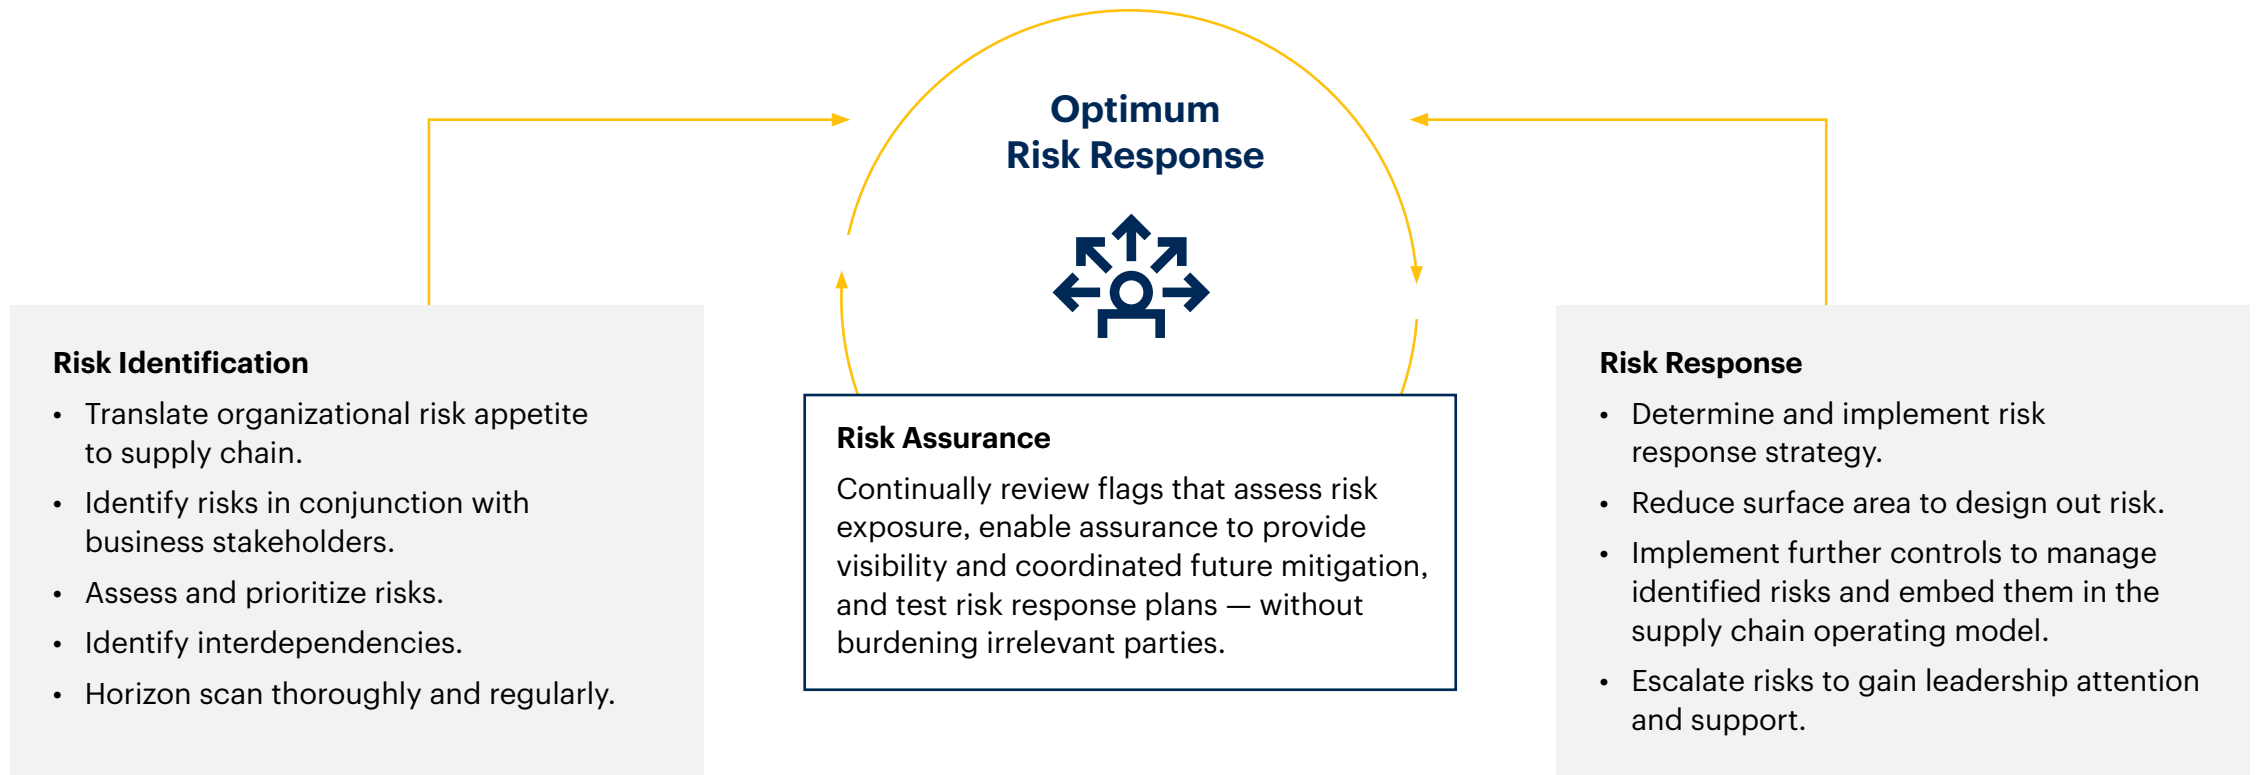 Optimum
Risk Response
Risk Identification
• Translate organizational risk appetite
to supply chain.
• Identify risks in conjunction with
business stakeholders.
• Assess and prioritize risks.
• Identify interdependencies.
• Horizon scan thoroughly and regularly.
Risk Assurance
Continually review flags that assess risk
exposure, enable assurance to provide
visibility and coordinated future mitigation,
and test risk response plans — without
burdening irrelevant parties.
Risk Response
• Determine and implement risk
response strategy.
• Reduce surface area to design out risk.
• Implement further controls to manage
identified risks and embed them in the
supply chain operating model.
• Escalate risks to gain leadership attention
and support.